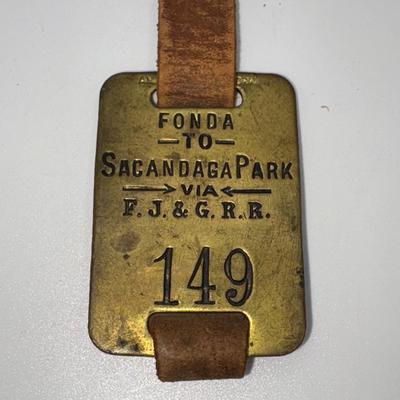 FONDA
—TO—
SACANDAGA PARK
VIA
F. J. & G. R. R.
149